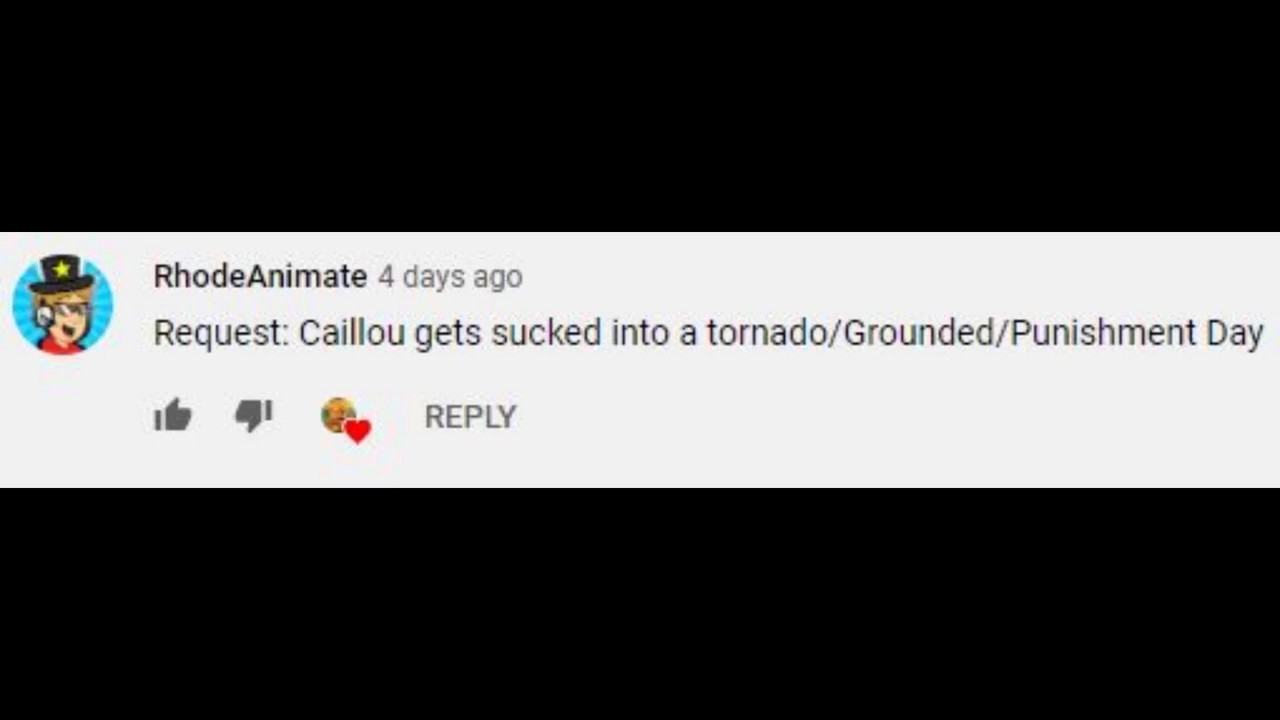 RhodeAnimate 4 days ago
Request: Caillou gets sucked into a tornado/Grounded/Punishment Day
REPLY